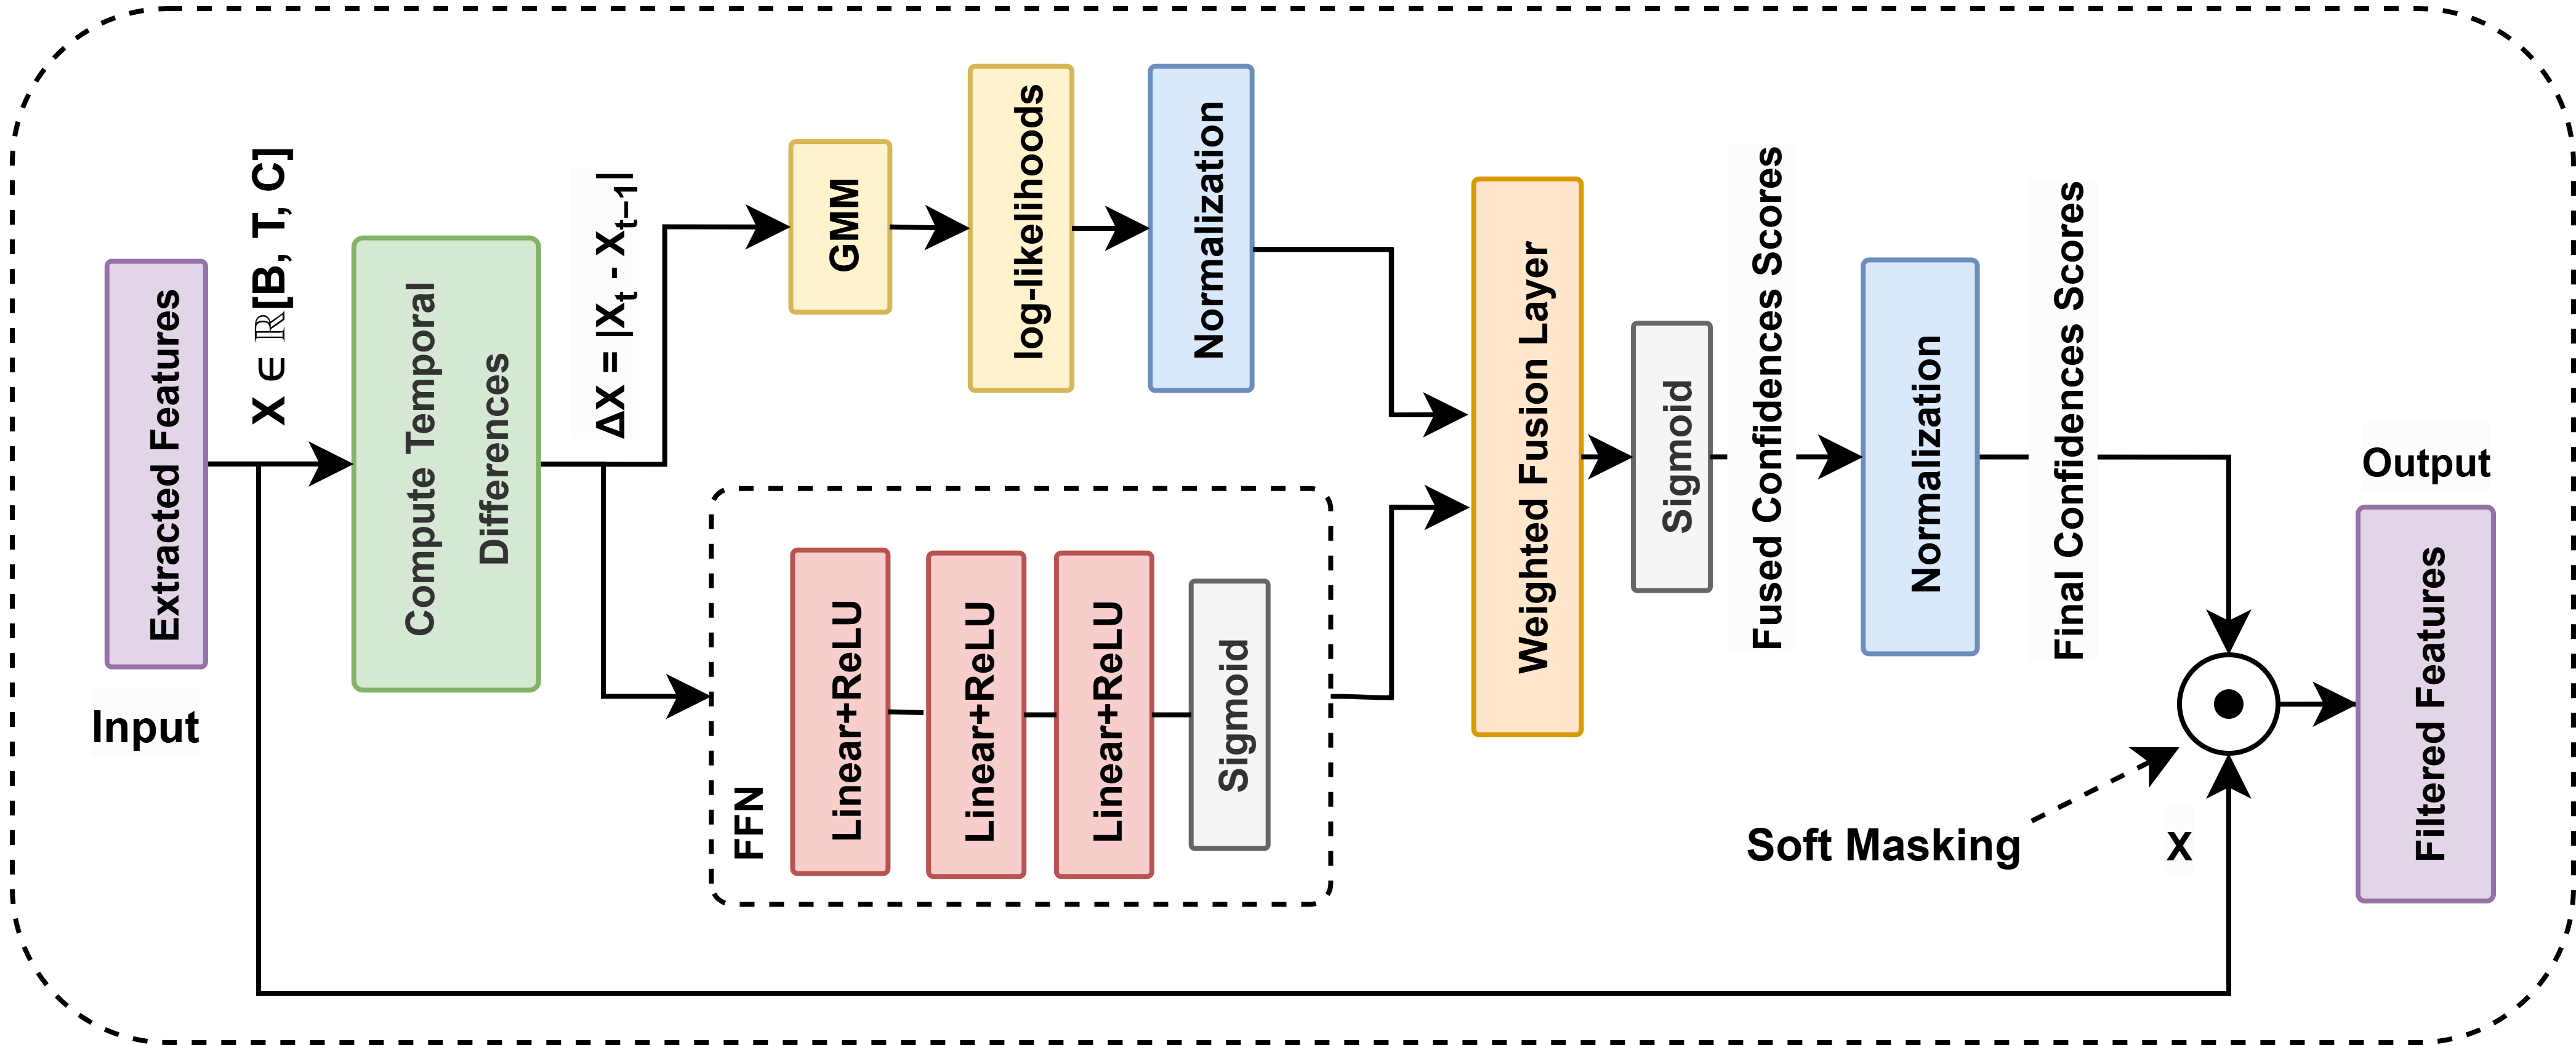 Extracted Features
Input
X ∈ ℝ[B, T, C]
Compute Temporal
Differences
ΔX = |Xt - Xt−1|
GMM
log-likelihoods
Normalization
FFN
Linear+ReLU
Linear+ReLU
Linear+ReLU
Sigmoid
Weighted Fusion Layer
Sigmoid
Fused Confidences Scores
Normalization
Final Confidences Scores
Soft Masking
X
Output
Filtered Features